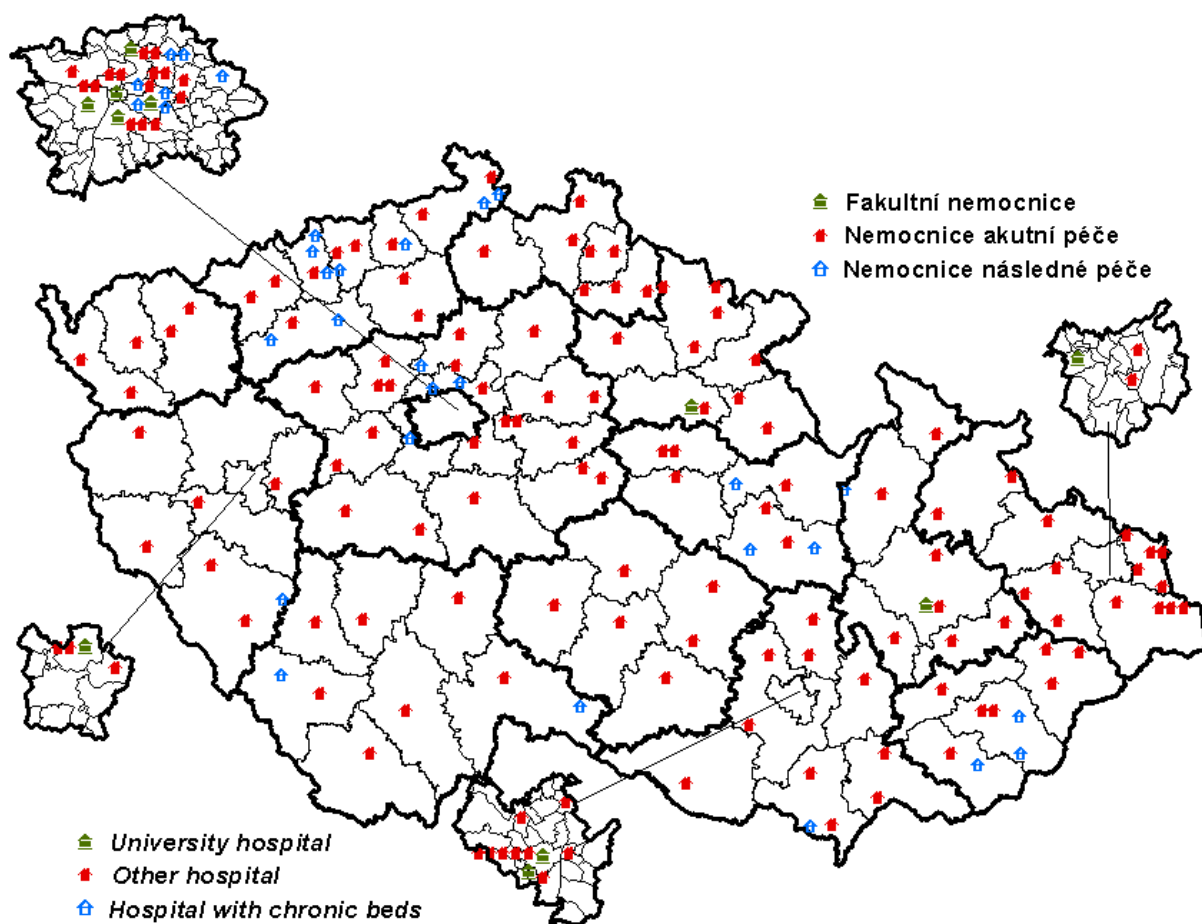 Fakultní nemocnice
Nemocnice akutní péče
Nemocnice následné péče
University hospital
Other hospital
Hospital with chronic beds